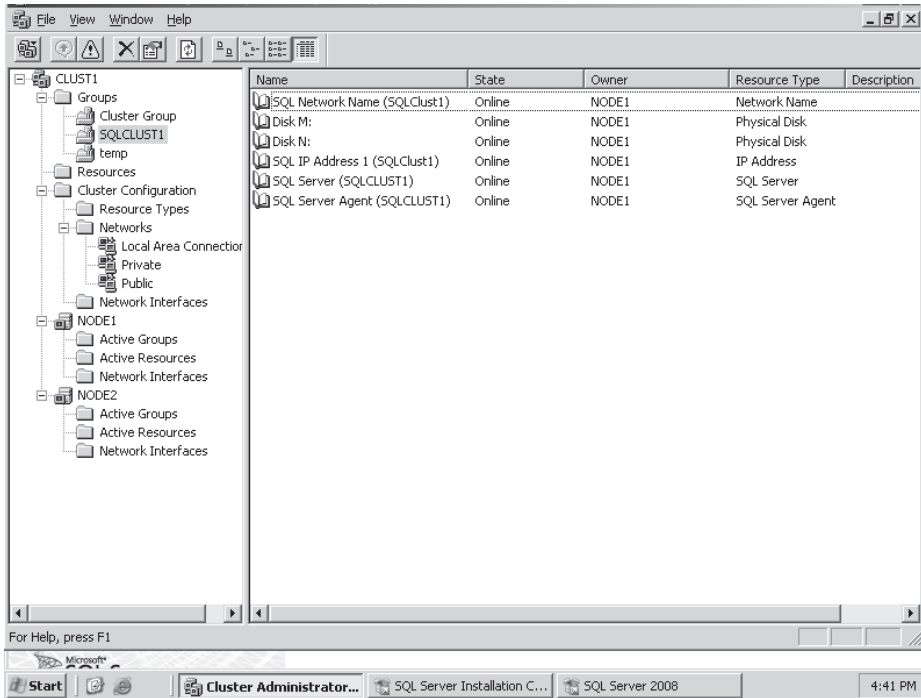 File View Window Help
CLUST1
Groups
Cluster Group
SQLCLUST1
temp
Resources
Cluster Configuration
Resource Types
Networks
Local Area Connection
Private
Public
Network Interfaces
NODE1
Active Groups
Active Resources
Network Interfaces
NODE2
Active Groups
Active Resources
Network Interfaces
Name State Owner Resource Type Description
SQL Network Name (SQLClust1) Online NODE1 Network Name
Disk M: Online NODE1 Physical Disk
Disk N: Online NODE1 Physical Disk
SQL IP Address 1 (SQLClust1) Online NODE1 IP Address
SQL Server (SQLCLUST1) Online NODE1 SQL Server
SQL Server Agent (SQLCLUST1) Online NODE1 SQL Server Agent
For Help, press F1
Microsoft
Start Cluster Administrator... SQL Server Installation C... SQL Server 2008 4:41 PM